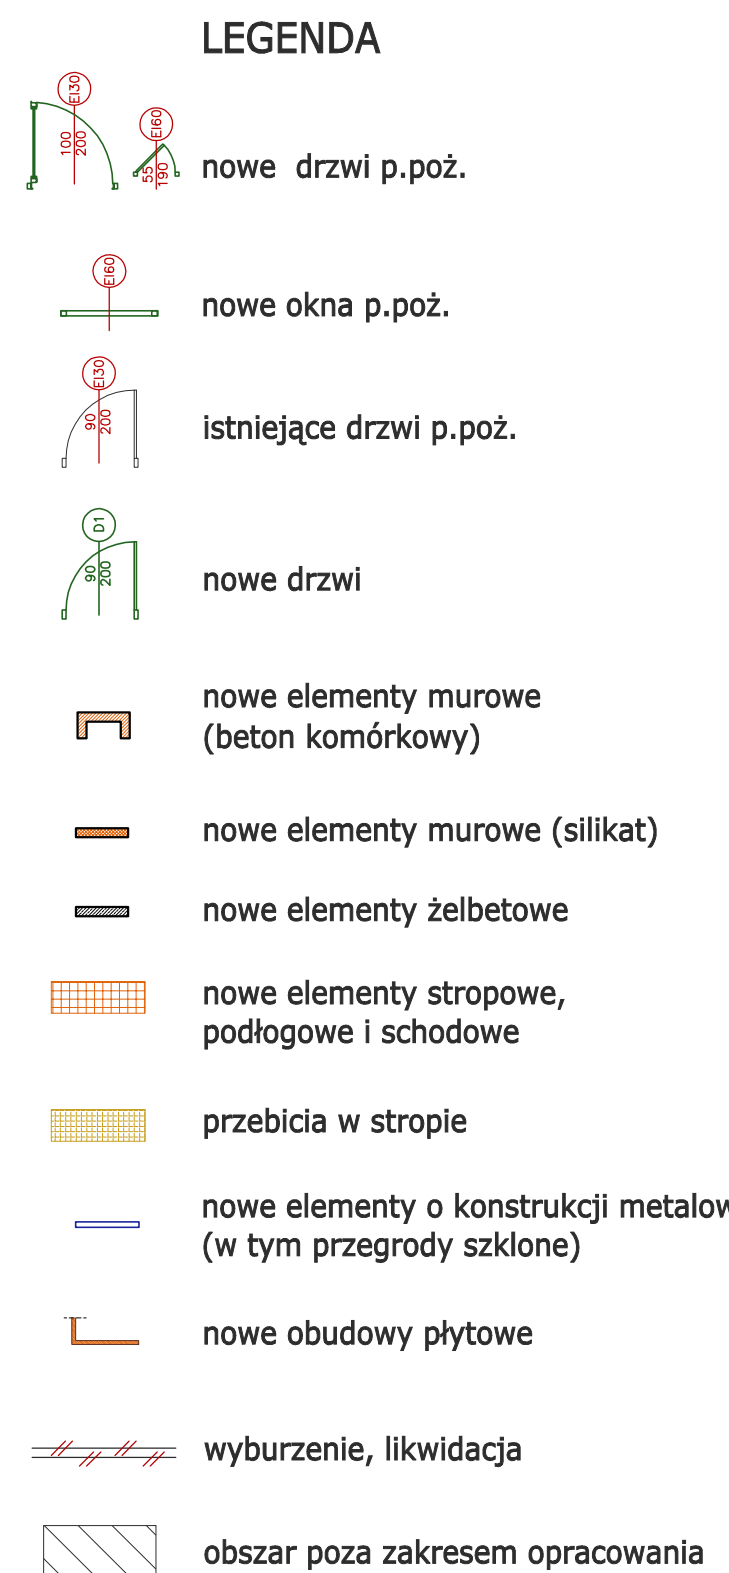 LEGENDA
EI30
100
200
EI60
55
190
nowe drzwi p.poż.
EI60
nowe okna p.poż.
EI30
90
200
istniejące drzwi p.poż.
D1
90
200
nowe drzwi
nowe elementy murowe
(beton komórkowy)
nowe elementy murowe (silikat)
nowe elementy żelbetowe
nowe elementy stropowe,
podłogowe i schodowe
przebicia w stropie
nowe elementy o konstrukcji metalow
(w tym przegrody szklone)
nowe obudowy płytowe
wyburzenie, likwidacja
obszar poza zakresem opracowania